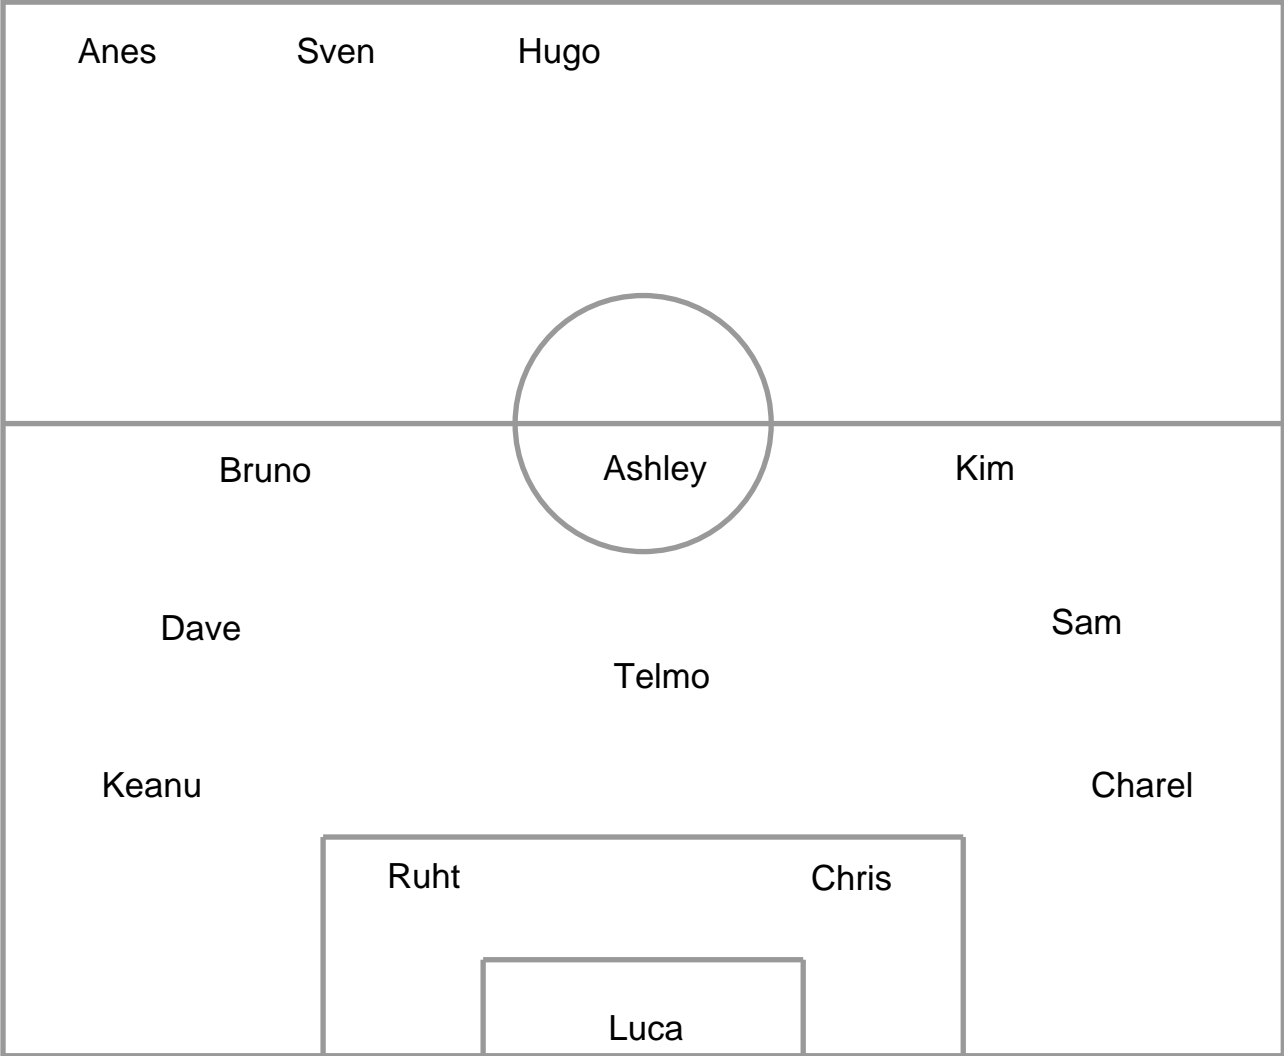 Anes Sven Hugo
Bruno Ashley Kim
Dave Sam
Telmo
Keanu Charel
Ruht Chris
Luca